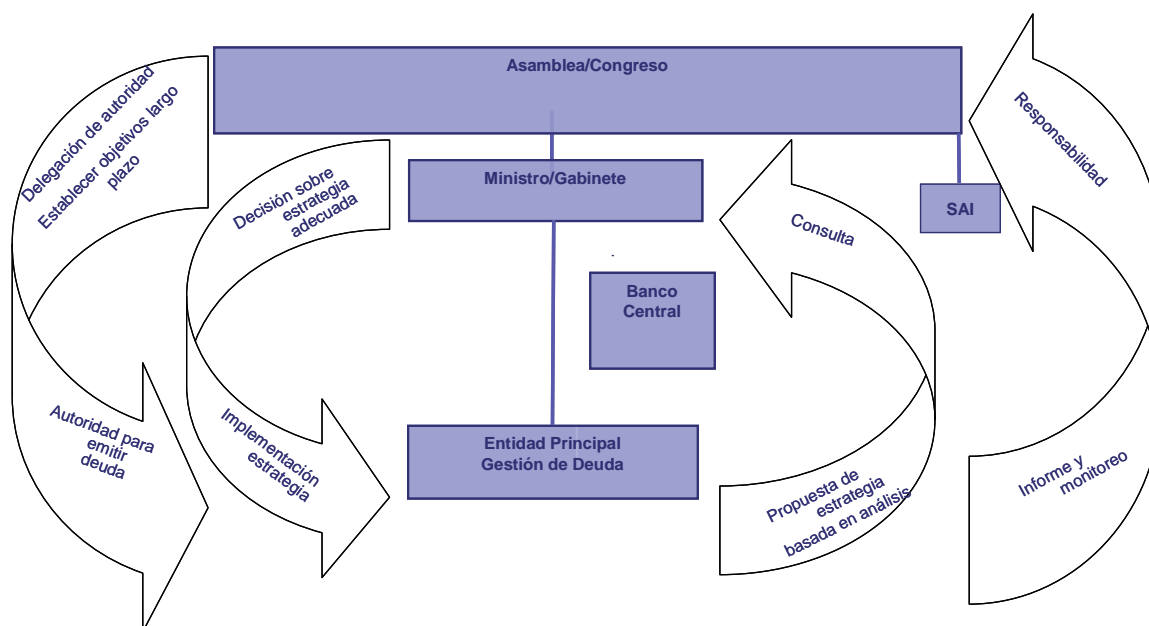 Asamblea/Congreso
Delegación de autoridad
Establecer objetivos largo
plazo
Responsabilidad
Ministro/Gabinete
Decisión sobre
estrategia
adecuada
SAI
Consulta
Banco
Central
Autoridad para
emitir
deuda
Implementación
estrategia
Entidad Principal
Gestión de Deuda
Propuesta de
estrategia
basada en análisis
Informe y
monitoreo